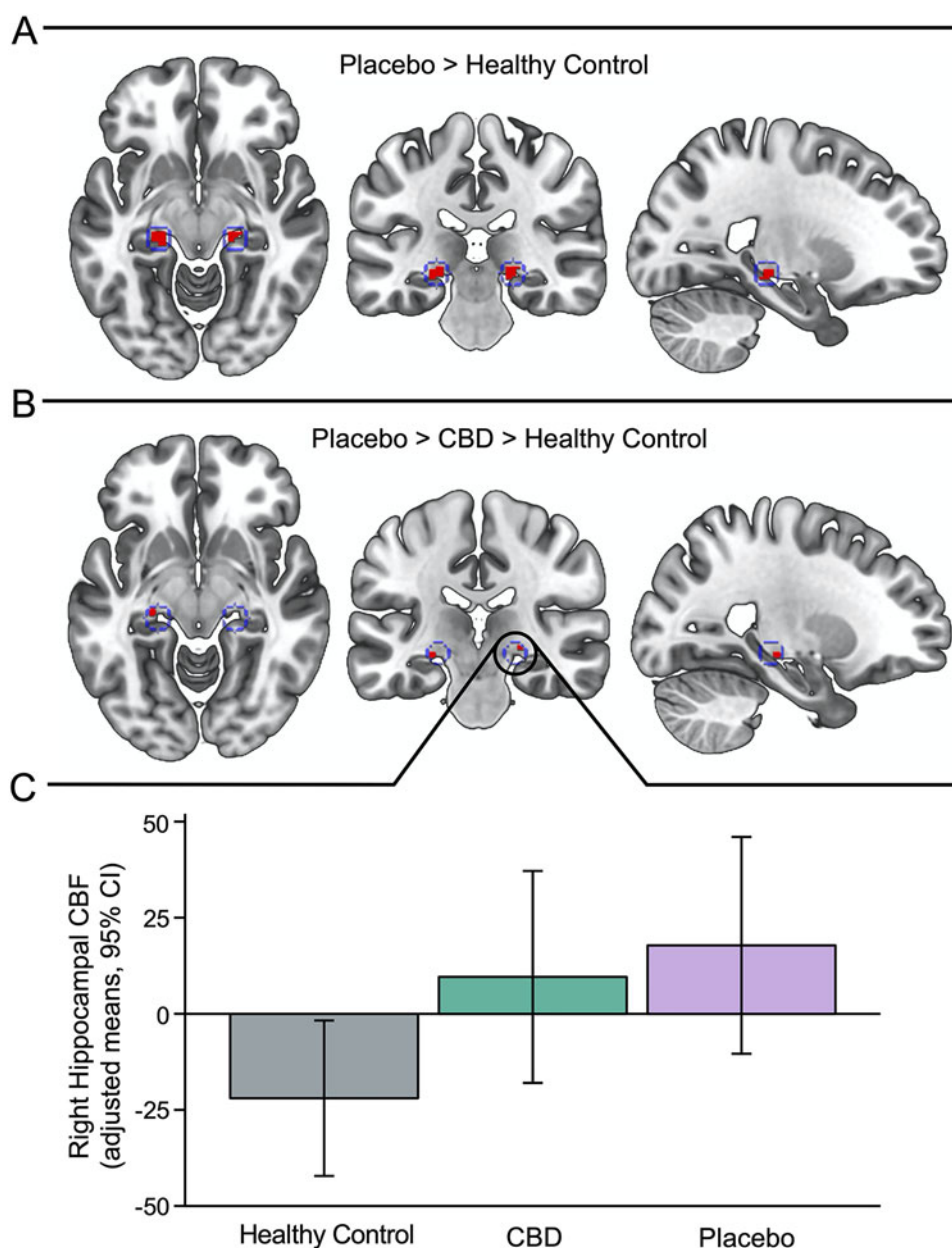 A
Placebo > Healthy Control
B
Placebo > CBD > Healthy Control
C
Right Hippocampal CBF
(adjusted means, 95% CI)
50
25
0
-25
-50
Healthy Control
CBD
Placebo